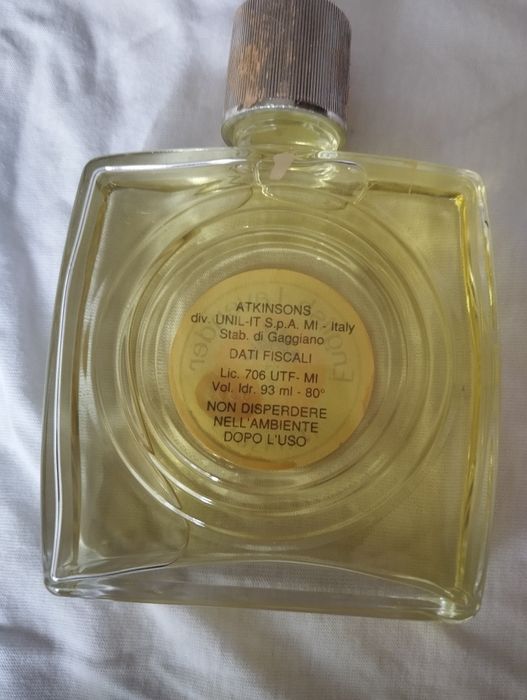 ATKINSONS
div. UNIL-IT S.p.A. MI - Italy
Stab. di Gaggiano
DATI FISCALI
Lic. 706 UTF- MI
Vol. Idr. 93 ml - 80°
NON DISPERDERE
NELL'AMBIENTE
DOPO L'USO